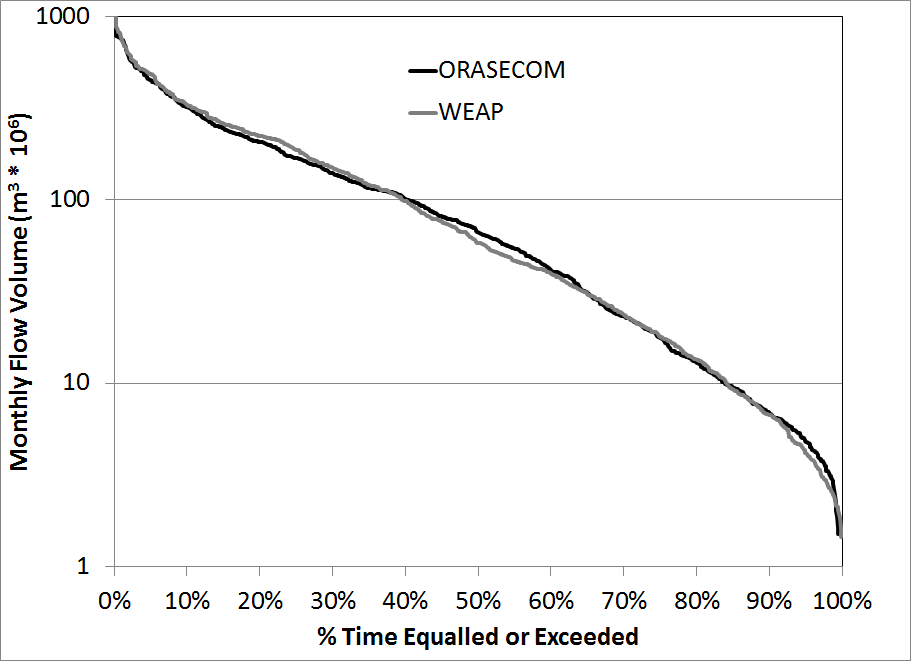 1000
100
10
1
Monthly Flow Volume (m³ * 10⁶)
ORASECOM
WEAP
0% 10% 20% 30% 40% 50% 60% 70% 80% 90% 100%
% Time Equalled or Exceeded